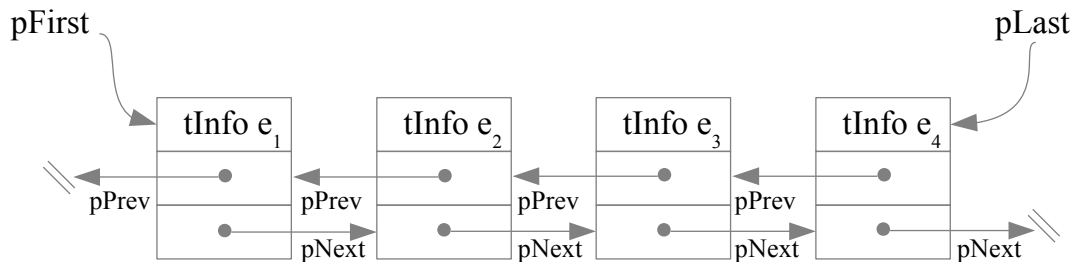 pFirst
pLast
tInfo e₁
tInfo e₂
tInfo e₃
tInfo e₄
pPrev
pPrev
pPrev
pPrev
pNext
pNext
pNext
pNext